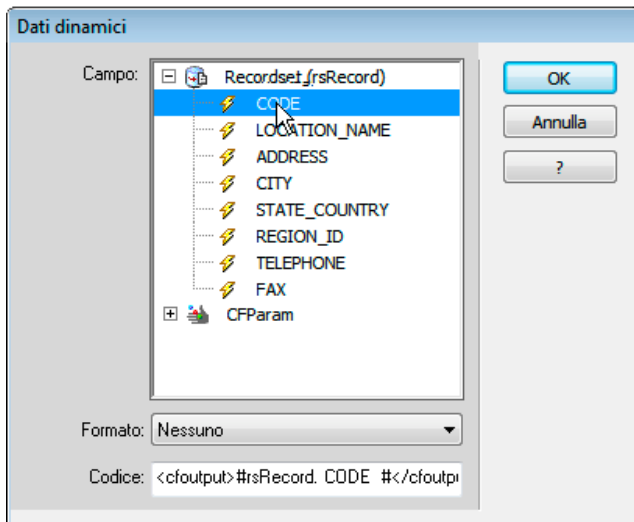 Dati dinamici
Campo:
Recordset (rsRecord)
CODE
LOCATION_NAME
ADDRESS
CITY
STATE_COUNTRY
REGION_ID
TELEPHONE
FAX
CFParam
OK
Annulla
?
Formato: Nessuno
Codice: <cfoutput>#rsRecord. CODE #</cfoutpu